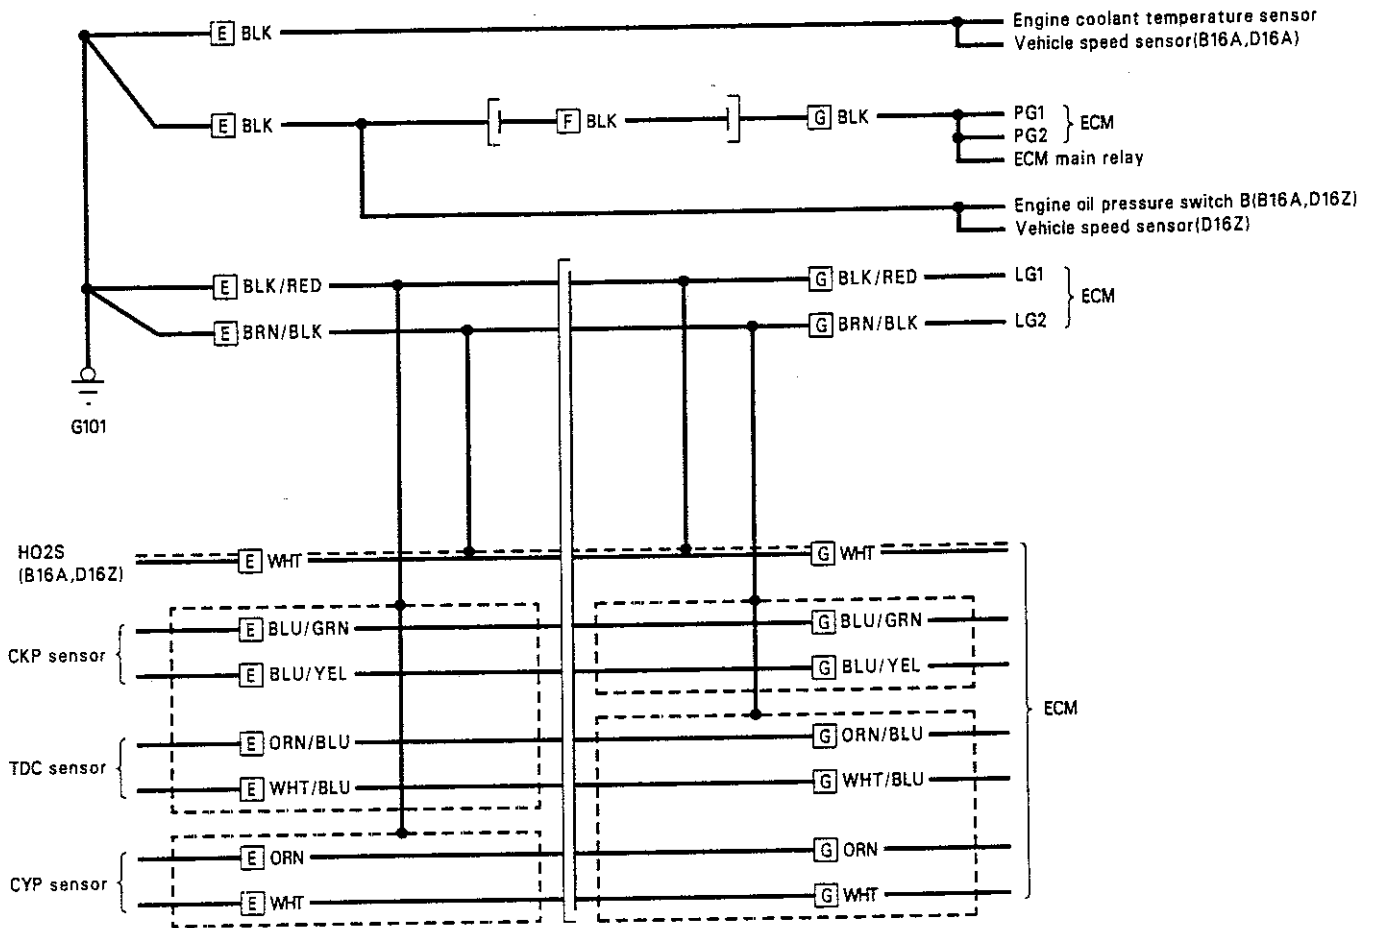 E BLK
Engine coolant temperature sensor
Vehicle speed sensor(B16A,D16A)
E BLK
F BLK
G BLK
PG1
PG2
ECM
ECM main relay
Engine oil pressure switch B(B16A,D16Z)
Vehicle speed sensor(D16Z)
E BLK/RED
G BLK/RED
LG1
ECM
E BRN/BLK
G BRN/BLK
LG2
G101
HO2S
(B16A,D16Z)
E WHT
G WHT
CKP sensor
E BLU/GRN
G BLU/GRN
E BLU/YEL
G BLU/YEL
ECM
TDC sensor
E ORN/BLU
G ORN/BLU
E WHT/BLU
G WHT/BLU
CYP sensor
E ORN
G ORN
E WHT
G WHT